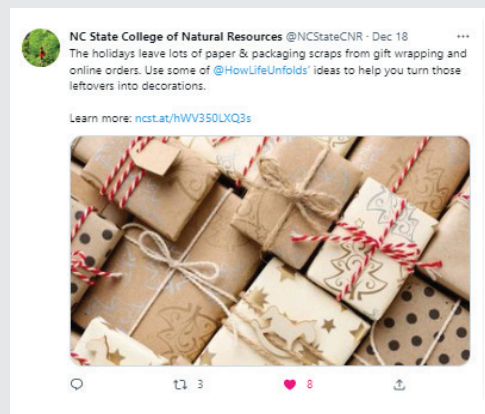 NC State College of Natural Resources @NCStateCNR · Dec 18 ...
The holidays leave lots of paper & packaging scraps from gift wrapping and
online orders. Use some of @HowLifeUnfolds' ideas to help you turn those
leftovers into decorations.
Learn more: ncst.at/hWV350LXQ3s
3 8